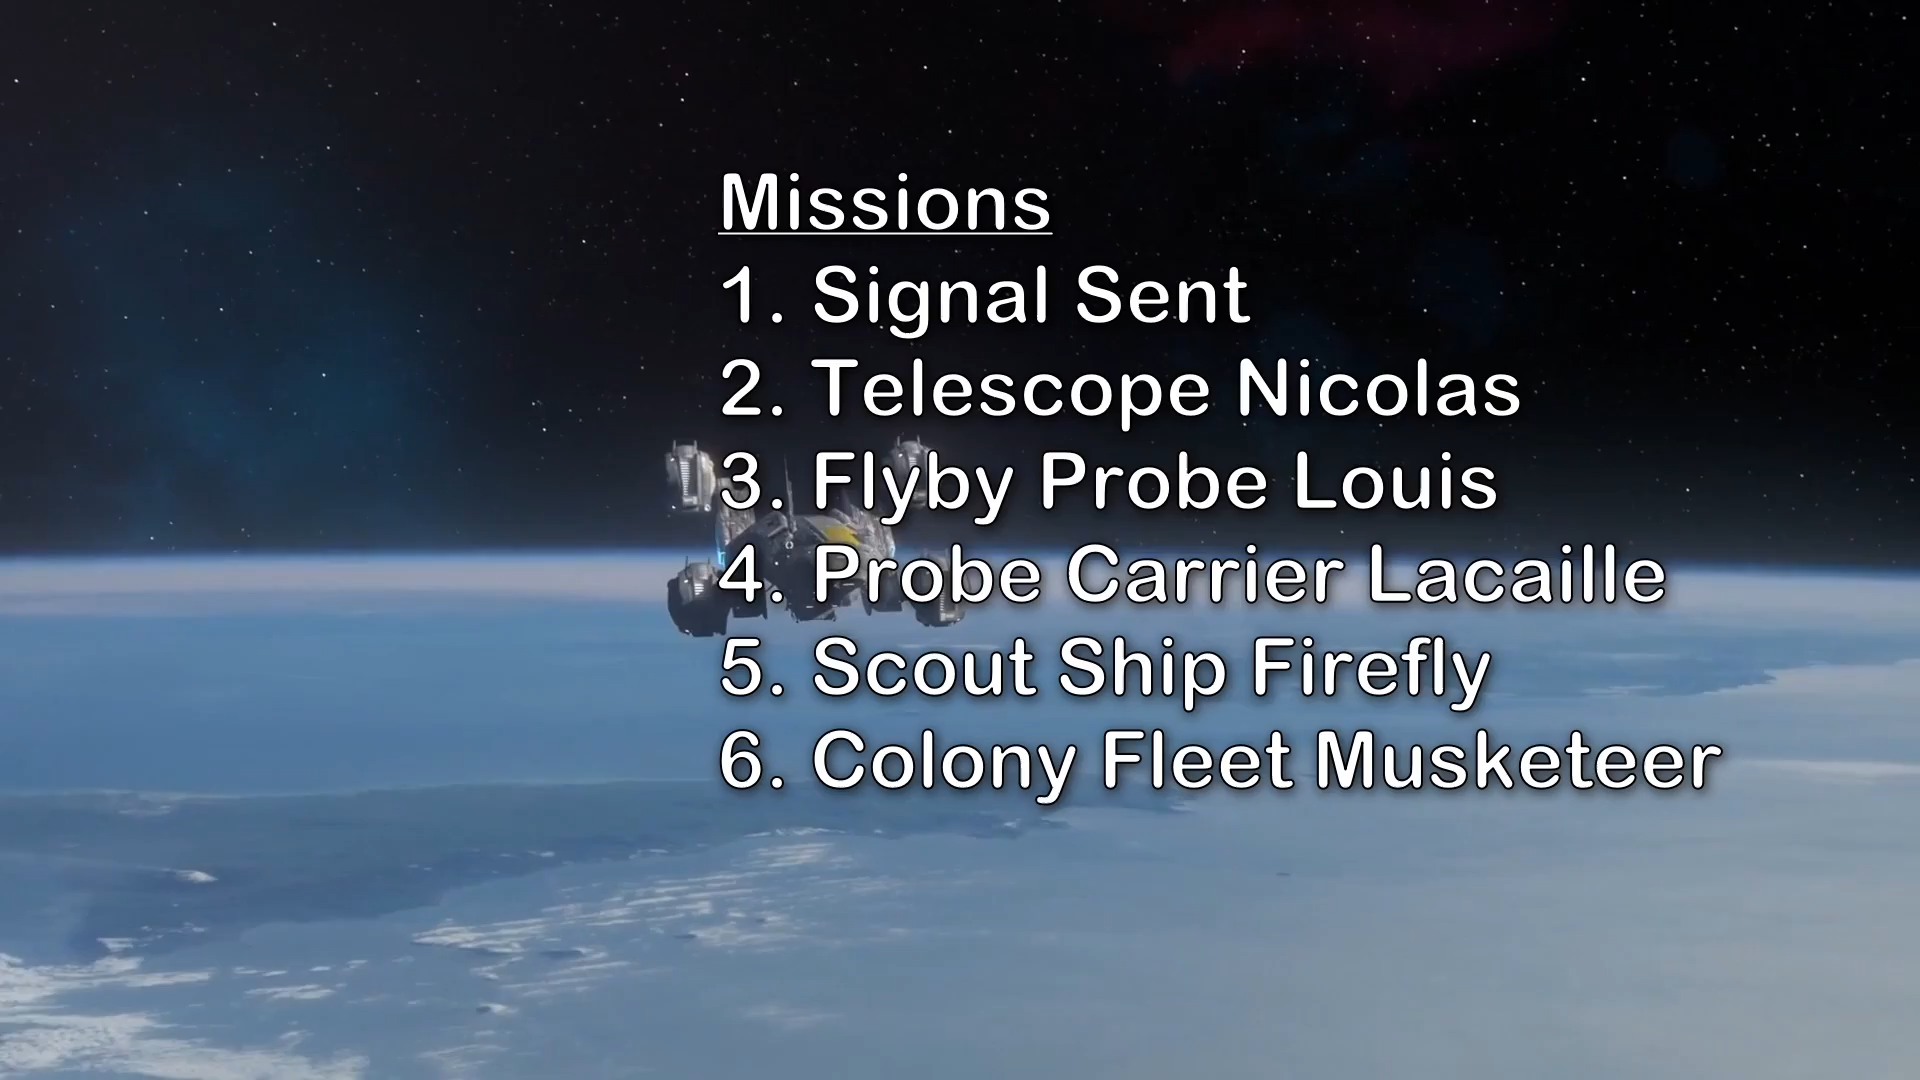 Missions
1. Signal Sent
2. Telescope Nicolas
3. Flyby Probe Louis
4. Probe Carrier Lacaille
5. Scout Ship Firefly
6. Colony Fleet Musketeer